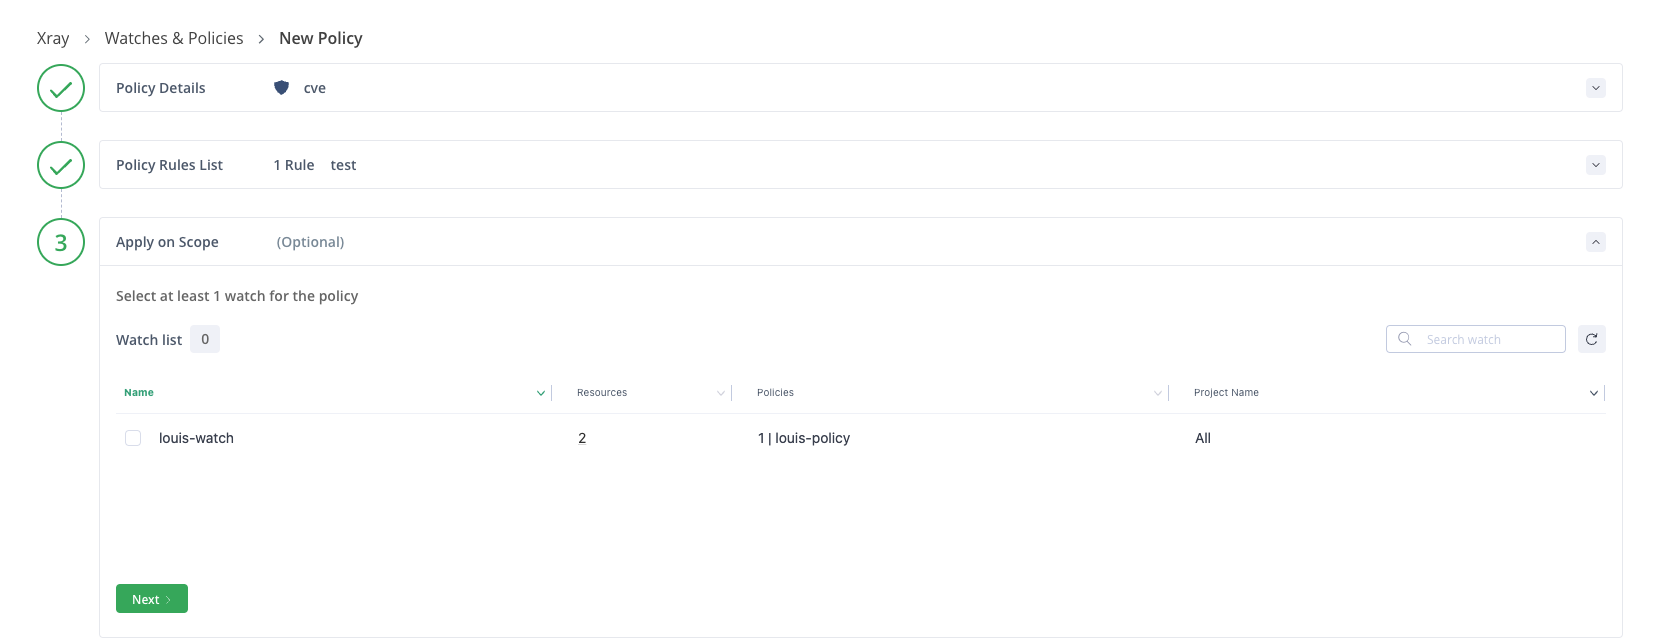 Xray > Watches & Policies > New Policy
Policy Details cve
Policy Rules List 1 Rule test
3 Apply on Scope (Optional)
Select at least 1 watch for the policy
Watch list 0 Search watch
Name Resources Policies Project Name
louis-watch 2 1 | louis-policy All
Next >